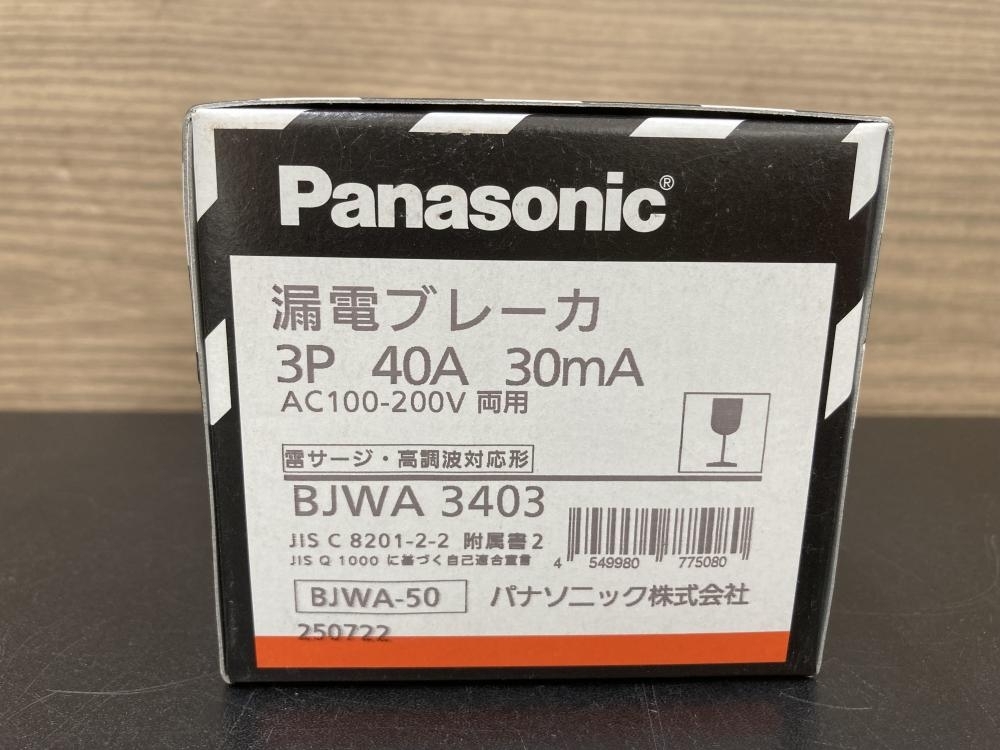 Panasonic®
漏電ブレーカ
3P 40A 30mA
AC100-200V 両用
雷サージ・高調波対応形
BJWA 3403
JIS C 8201-2-2 附属書2
JIS Q 1000 に基づく自己適合宣言
4 549980 775080
BJWA-50 パナソニック株式会社
250722